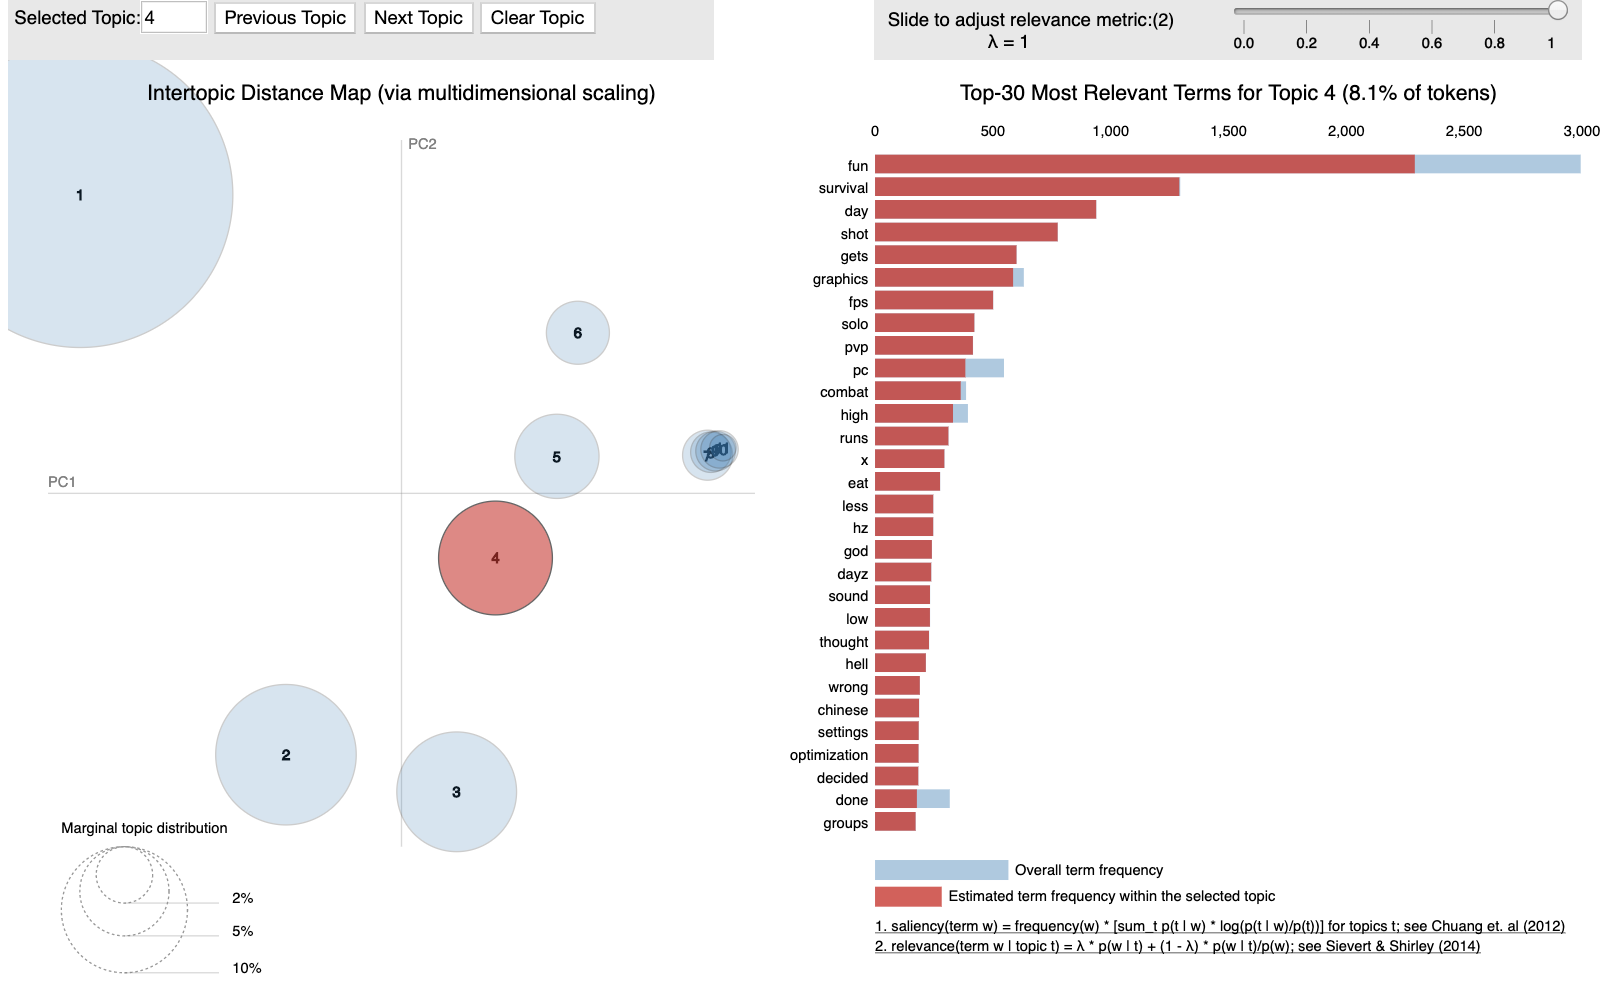 Selected Topic: 4 Previous Topic Next Topic Clear Topic
Slide to adjust relevance metric:(2)
λ = 1
0.0 0.2 0.4 0.6 0.8 1
Intertopic Distance Map (via multidimensional scaling)
PC2
PC1
1
6
5
4
2
3
Marginal topic distribution
2%
5%
10%
Top-30 Most Relevant Terms for Topic 4 (8.1% of tokens)
0 500 1,000 1,500 2,000 2,500 3,000
fun
survival
day
shot
gets
graphics
fps
solo
pvp
pc
combat
high
runs
x
eat
less
hz
god
dayz
sound
low
thought
hell
wrong
chinese
settings
optimization
decided
done
groups
Overall term frequency
Estimated term frequency within the selected topic
1. saliency(term w) = frequency(w) * [sum_t p(t | w) * log(p(t | w)/p(t))] for topics t; see Chuang et. al (2012)
2. relevance(term w | topic t) = λ * p(w | t) + (1 - λ) * p(w | t)/p(w); see Sievert & Shirley (2014)